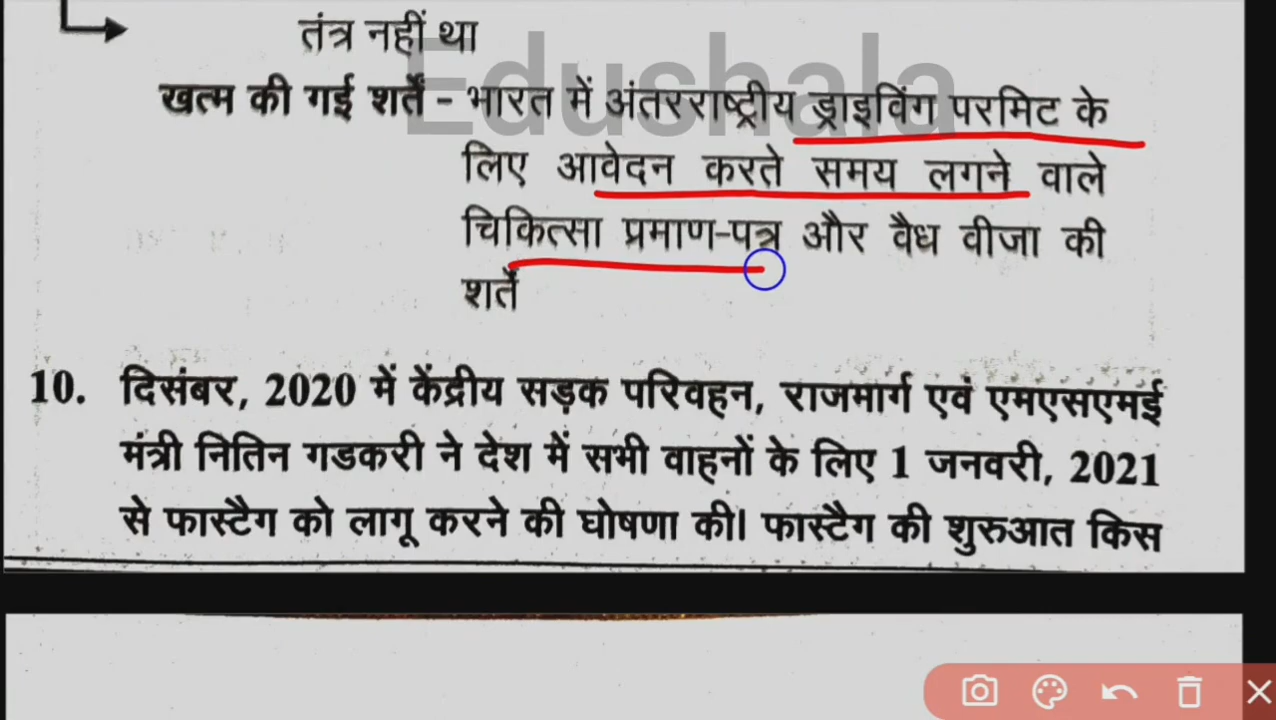 तंत्र नहीं था
Edushala
खत्म की गई शर्तें - भारत में अंतरराष्ट्रीय ड्राइविंग परमिट के
लिए आवेदन करते समय लगने वाले
चिकित्सा प्रमाण-पत्र और वैध वीजा की
शर्तें
10. दिसंबर, 2020 में केंद्रीय सड़क परिवहन, राजमार्ग एवं एमएसएमई
मंत्री नितिन गडकरी ने देश में सभी वाहनों के लिए 1 जनवरी, 2021
से फास्टैग को लागू करने की घोषणा की। फास्टैग की शुरुआत किस